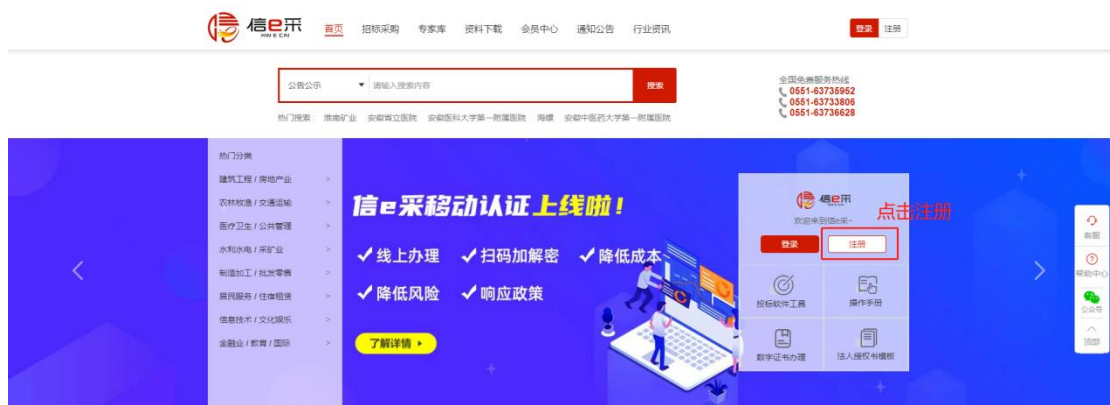 信e采
XIN E CAI
首页 招标采购 专家库 资料下载 会员中心 通知公告 行业资讯
登录 注册
公告公示 请输入搜索内容 搜索
热门搜索: 淮南矿业 安徽省立医院 安徽医科大学第一附属医院 海螺 安徽中医药大学第一附属医院
全国免费服务热线
0551-63735952
0551-63733806
0551-63736628
热门分类
建筑工程 / 房地产业 >
农林牧渔 / 交通运输 >
医疗卫生 / 公共管理 >
水利水电 / 采矿业 >
制造加工 / 批发零售 >
居民服务 / 住宿租赁 >
信息技术 / 文化娱乐 >
金融业 / 教育 / 国际 >
信e采移动认证上线啦!
✓线上办理 ✓扫码加解密 ✓降低成本
✓降低风险 ✓响应政策
了解详情
信e采
欢迎来到信e采~
点击注册
登录 注册
投标软件工具 操作手册
数字证书办理 法人授权书模版
客服
帮助中心
公众号
顶部